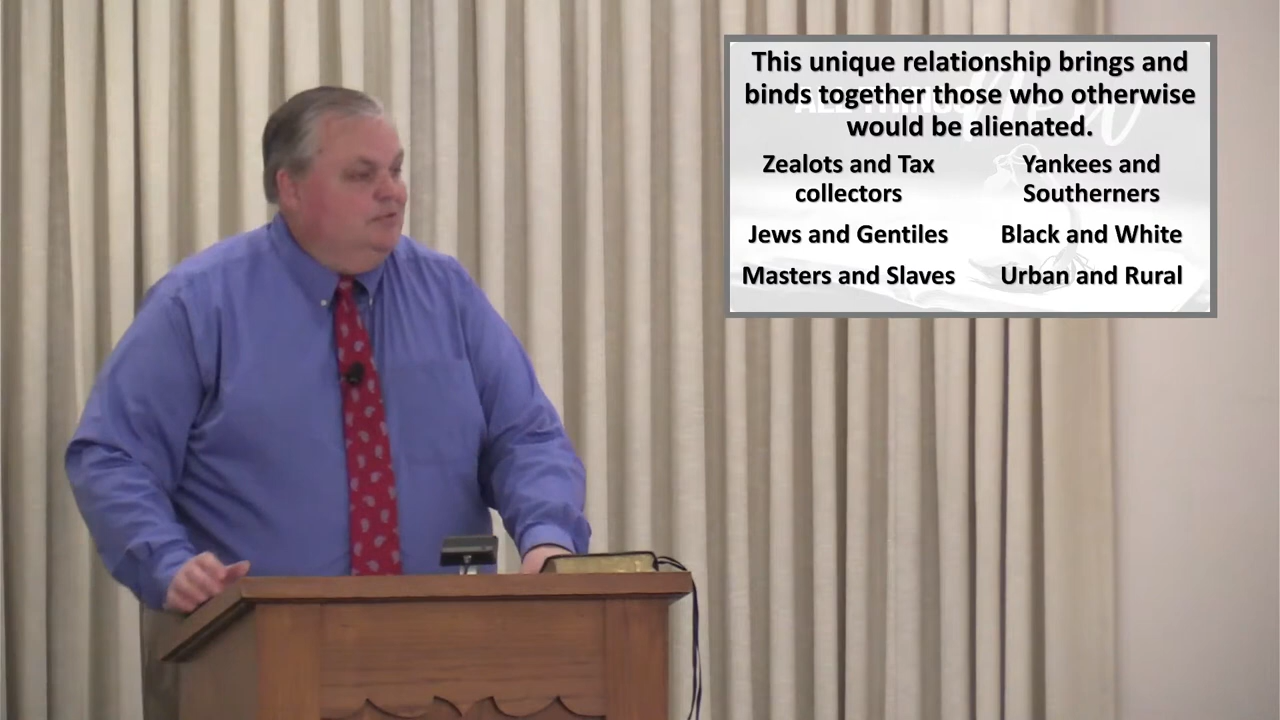 This unique relationship brings and
binds together those who otherwise
would be alienated.
Zealots and Tax
collectors
Jews and Gentiles
Masters and Slaves
Yankees and
Southerners
Black and White
Urban and Rural